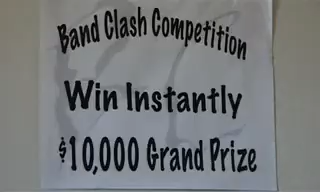 Band Clash Competition
Win Instantly
$10,000 Grand Prize